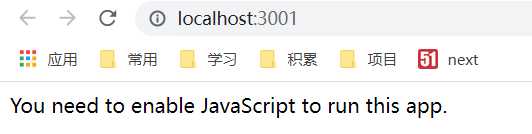 localhost:3001
应用 常用 学习 积累 项目 51 next
You need to enable JavaScript to run this app.